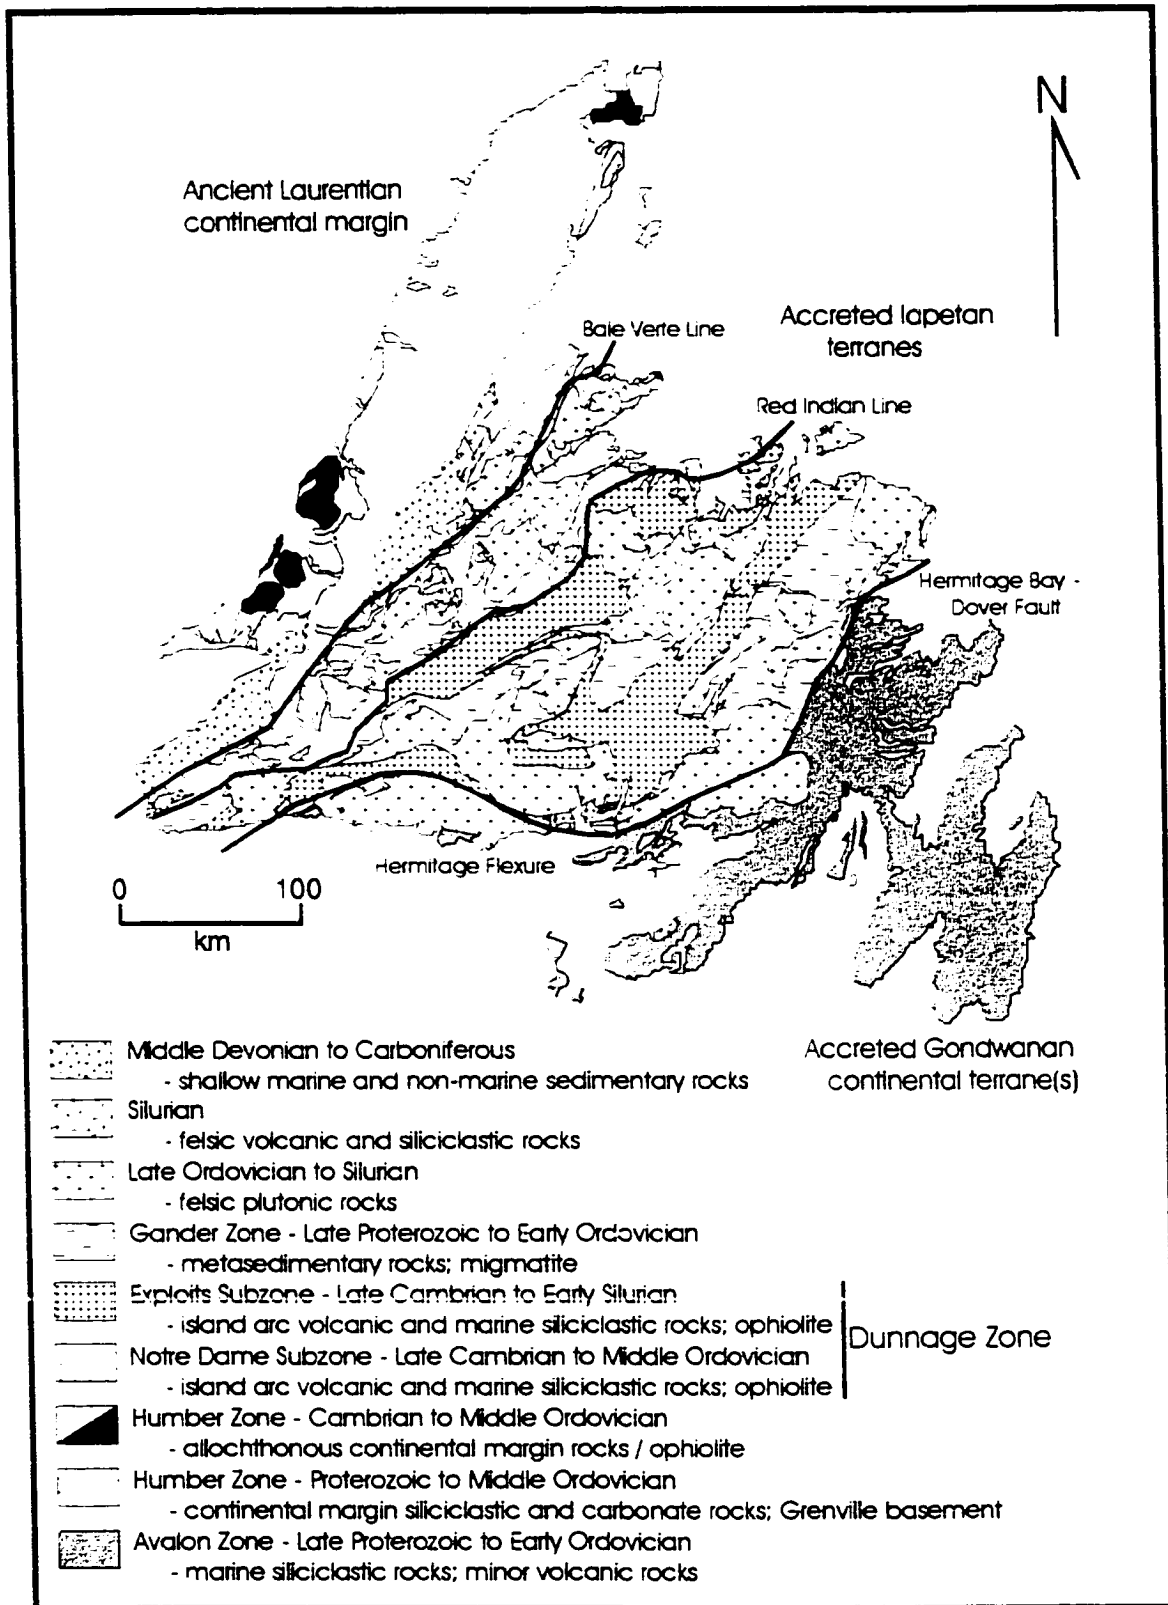 N
Ancient Laurentian
continental margin
Baie Verte Line
Accreted Iapetan
terranes
Red Indian Line
Hermitage Bay -
Dover Fault
Hermitage Flexure
0 100
km
Accreted Gondwanan
continental terrane(s)
Middle Devonian to Carboniferous
- shallow marine and non-marine sedimentary rocks
Silurian
- felsic volcanic and siliciclastic rocks
Late Ordovician to Silurian
- felsic plutonic rocks
Gander Zone - Late Proterozoic to Early Ordovician
- metasedimentary rocks; migmatite
Exploits Subzone - Late Cambrian to Early Silurian
- island arc volcanic and marine siliciclastic rocks; ophiolite
Dunnage Zone
Notre Dame Subzone - Late Cambrian to Middle Ordovician
- island arc volcanic and marine siliciclastic rocks; ophiolite
Humber Zone - Cambrian to Middle Ordovician
- allochthonous continental margin rocks / ophiolite
Humber Zone - Proterozoic to Middle Ordovician
- continental margin siliciclastic and carbonate rocks; Grenville basement
Avalon Zone - Late Proterozoic to Early Ordovician
- marine siliciclastic rocks; minor volcanic rocks